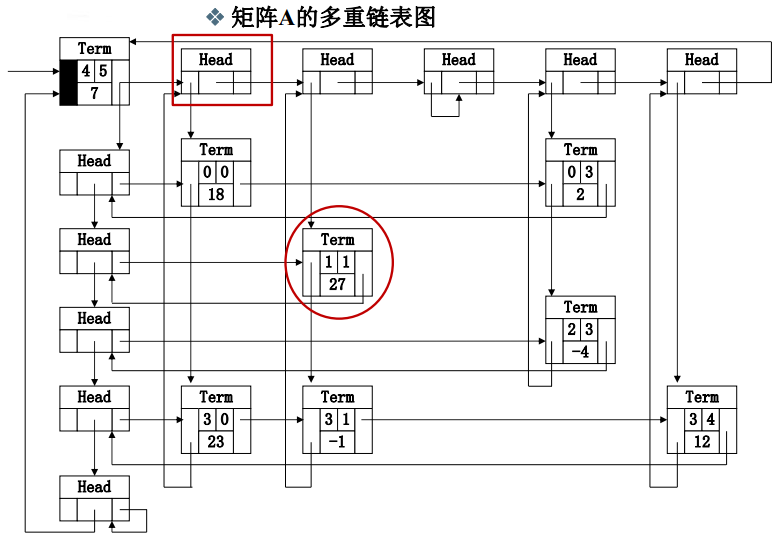 ❖ 矩阵A的多重链表图
Term
4 5
7
Head
Head
Head
Head
Head
Head
Term
0 0
18
Term
0 3
2
Head
Term
1 1
27
Head
Term
2 3
-4
Head
Term
3 0
23
Term
3 1
-1
Term
3 4
12
Head